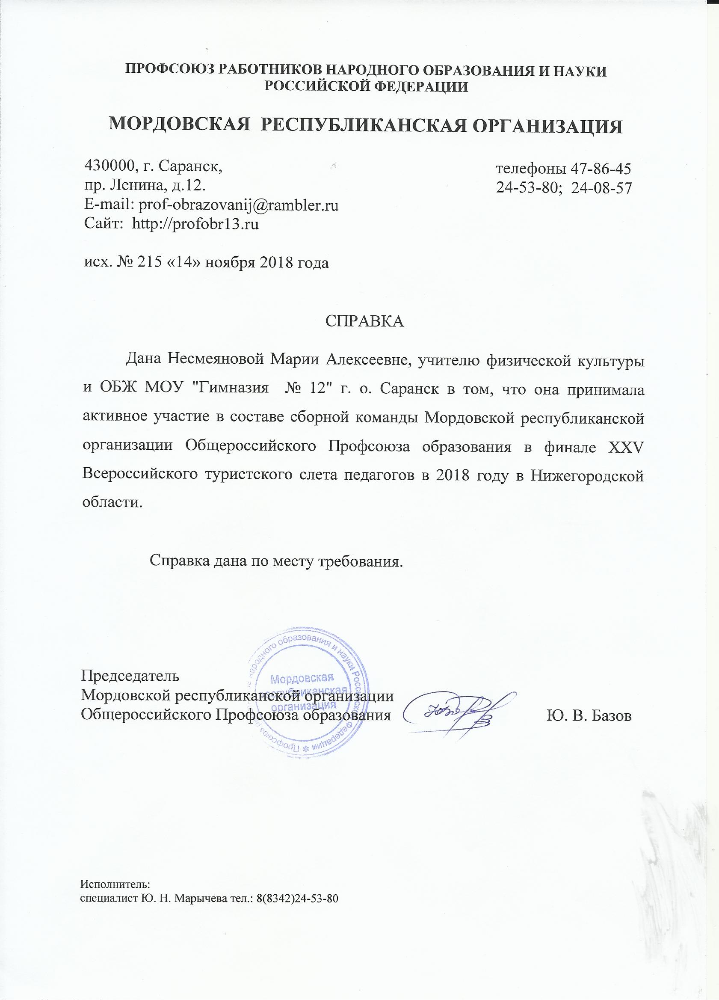 ПРОФСОЮЗ РАБОТНИКОВ НАРОДНОГО ОБРАЗОВАНИЯ И НАУКИ
РОССИЙСКОЙ ФЕДЕРАЦИИ
МОРДОВСКАЯ РЕСПУБЛИКАНСКАЯ ОРГАНИЗАЦИЯ
430000, г. Саранск,
пр. Ленина, д.12.
E-mail: prof-obrazovanij@rambler.ru
Сайт: http://profobr13.ru
телефоны 47-86-45
24-53-80; 24-08-57
исх. № 215 «14» ноября 2018 года
СПРАВКА
Дана Несмеяновой Марии Алексеевне, учителю физической культуры
и ОБЖ МОУ "Гимназия № 12" г. о. Саранск в том, что она принимала
активное участие в составе сборной команды Мордовской республиканской
организации Общероссийского Профсоюза образования в финале XXV
Всероссийского туристского слета педагогов в 2018 году в Нижегородской
области.
Справка дана по месту требования.
Председатель
Мордовской республиканской организации
Общероссийского Профсоюза образования
Ю. В. Базов
народного образования и науки Российской Федерации * Профсоюз
Мордовская
республиканская
организация
Исполнитель:
специалист Ю. Н. Марычева тел.: 8(8342)24-53-80